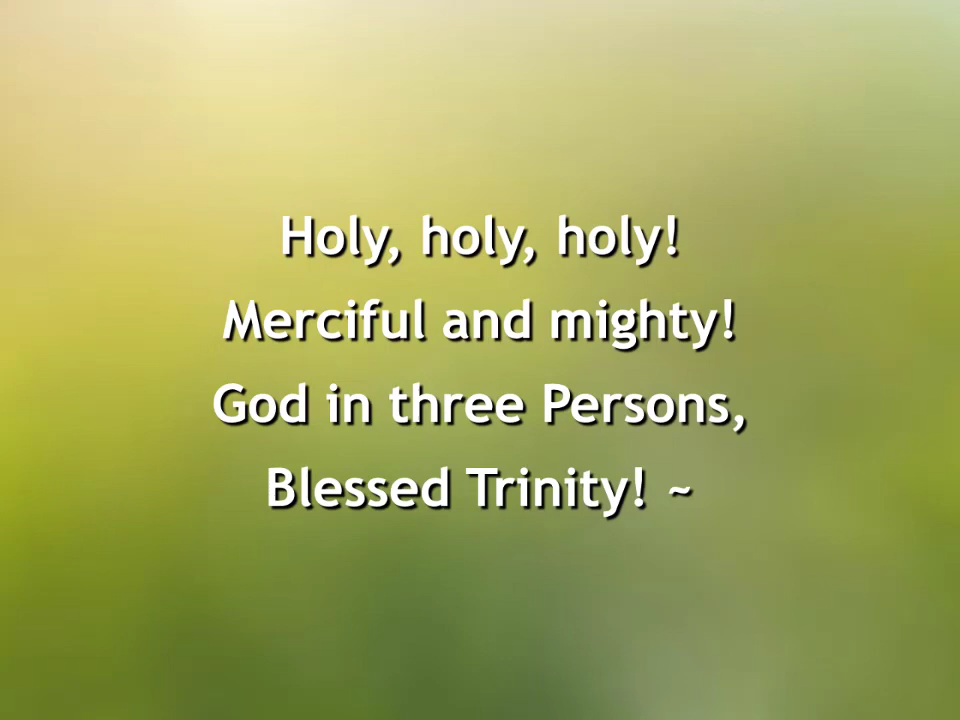 Holy, holy, holy!
Merciful and mighty!
God in three Persons,
Blessed Trinity! ~